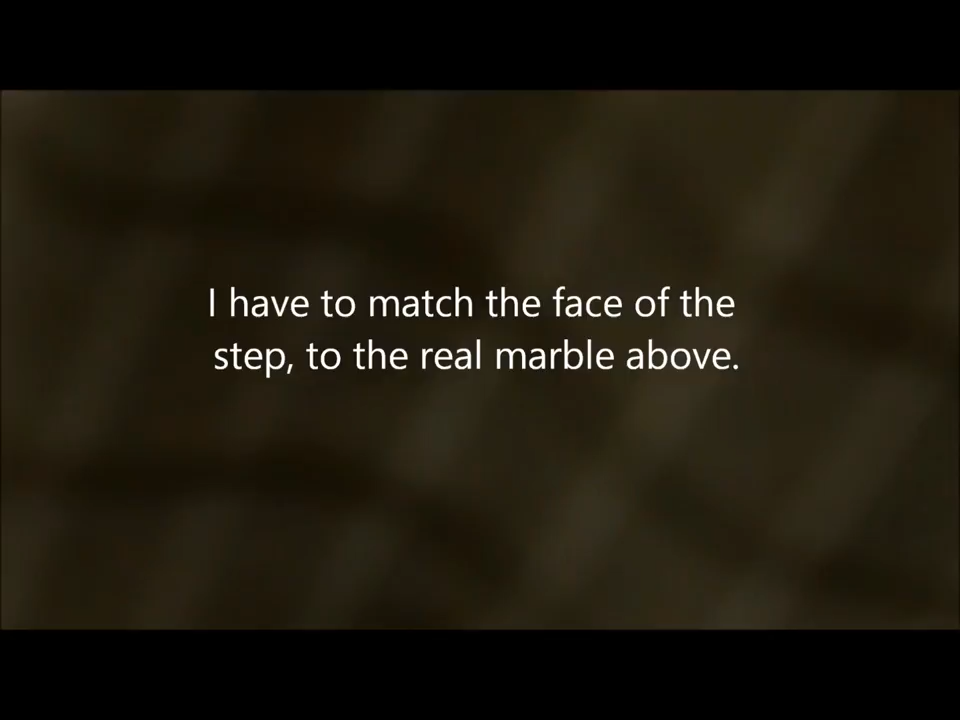 I have to match the face of the
step, to the real marble above.